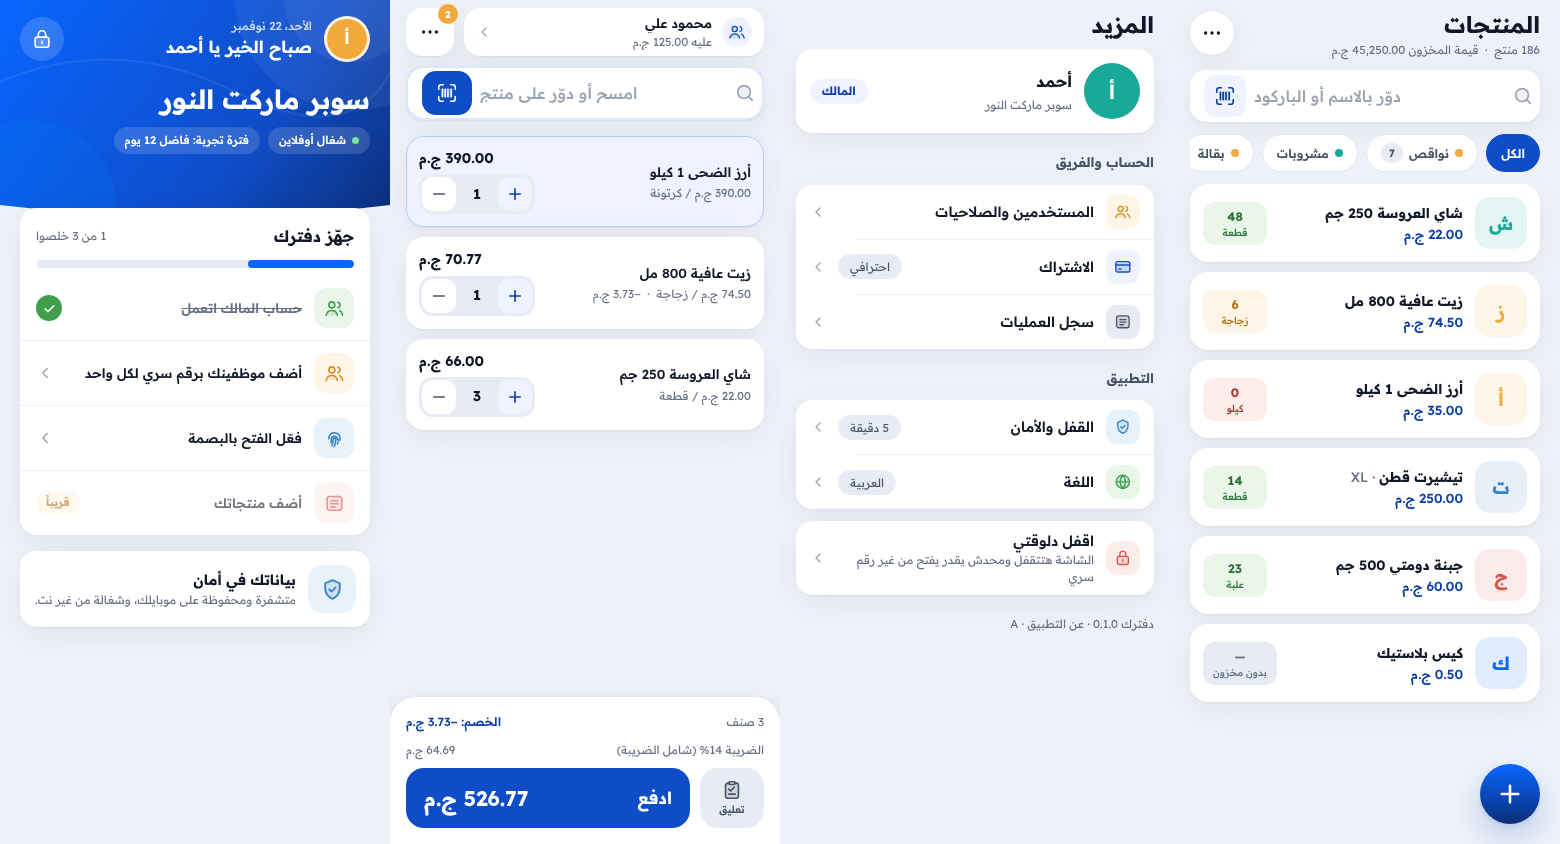 المنتجات
186 منتج · قيمة المخزون 45,250.00 ج.م
دوّر بالاسم أو الباركود
الكل
نواقص 7
مشروبات
بقالة
ش
شاي العروسة 250 جم
22.00 ج.م
48
قطعة
ز
زيت عافية 800 مل
74.50 ج.م
6
زجاجة
أ
أرز الضحى 1 كيلو
35.00 ج.م
0
كيلو
ت
تيشيرت قطن · XL
250.00 ج.م
14
قطعة
ج
جبنة دومتي 500 جم
60.00 ج.م
23
علبة
ك
كيس بلاستيك
0.50 ج.م
—
بدون مخزون
المزيد
أ
أحمد
سوبر ماركت النور
المالك
الحساب والفريق
المستخدمين والصلاحيات
الاشتراك
احترافي
سجل العمليات
التطبيق
القفل والأمان
5 دقيقة
اللغة
العربية
اقفل دلوقتي
الشاشة هتتقفل ومحدش يقدر يفتح من غير رقم
سري
دفترك 0.1.0 · عن التطبيق · A
محمود علي
عليه 125.00 ج.م
2
امسح أو دوّر على منتج
أرز الضحى 1 كيلو
390.00 ج.م / كرتونة
390.00 ج.م
1
زيت عافية 800 مل
74.50 ج.م / زجاجة · −3.73 ج.م
70.77 ج.م
1
شاي العروسة 250 جم
22.00 ج.م / قطعة
66.00 ج.م
3
3 صنف
الخصم: −3.73 ج.م
الضريبة 14% (شامل الضريبة)
64.69 ج.م
تعليق
ادفع
526.77 ج.م
أ
الأحد، 22 نوفمبر
صباح الخير يا أحمد
سوبر ماركت النور
شغال أوفلاين
فترة تجربة: فاضل 12 يوم
جهّز دفترك
1 من 3 خلصوا
حساب المالك اتعمل
أضف موظفينك برقم سري لكل واحد
فعّل الفتح بالبصمة
أضف منتجاتك
قريباً
بياناتك في أمان
متشفرة ومحفوظة على موبايلك، وشغالة من غير نت.